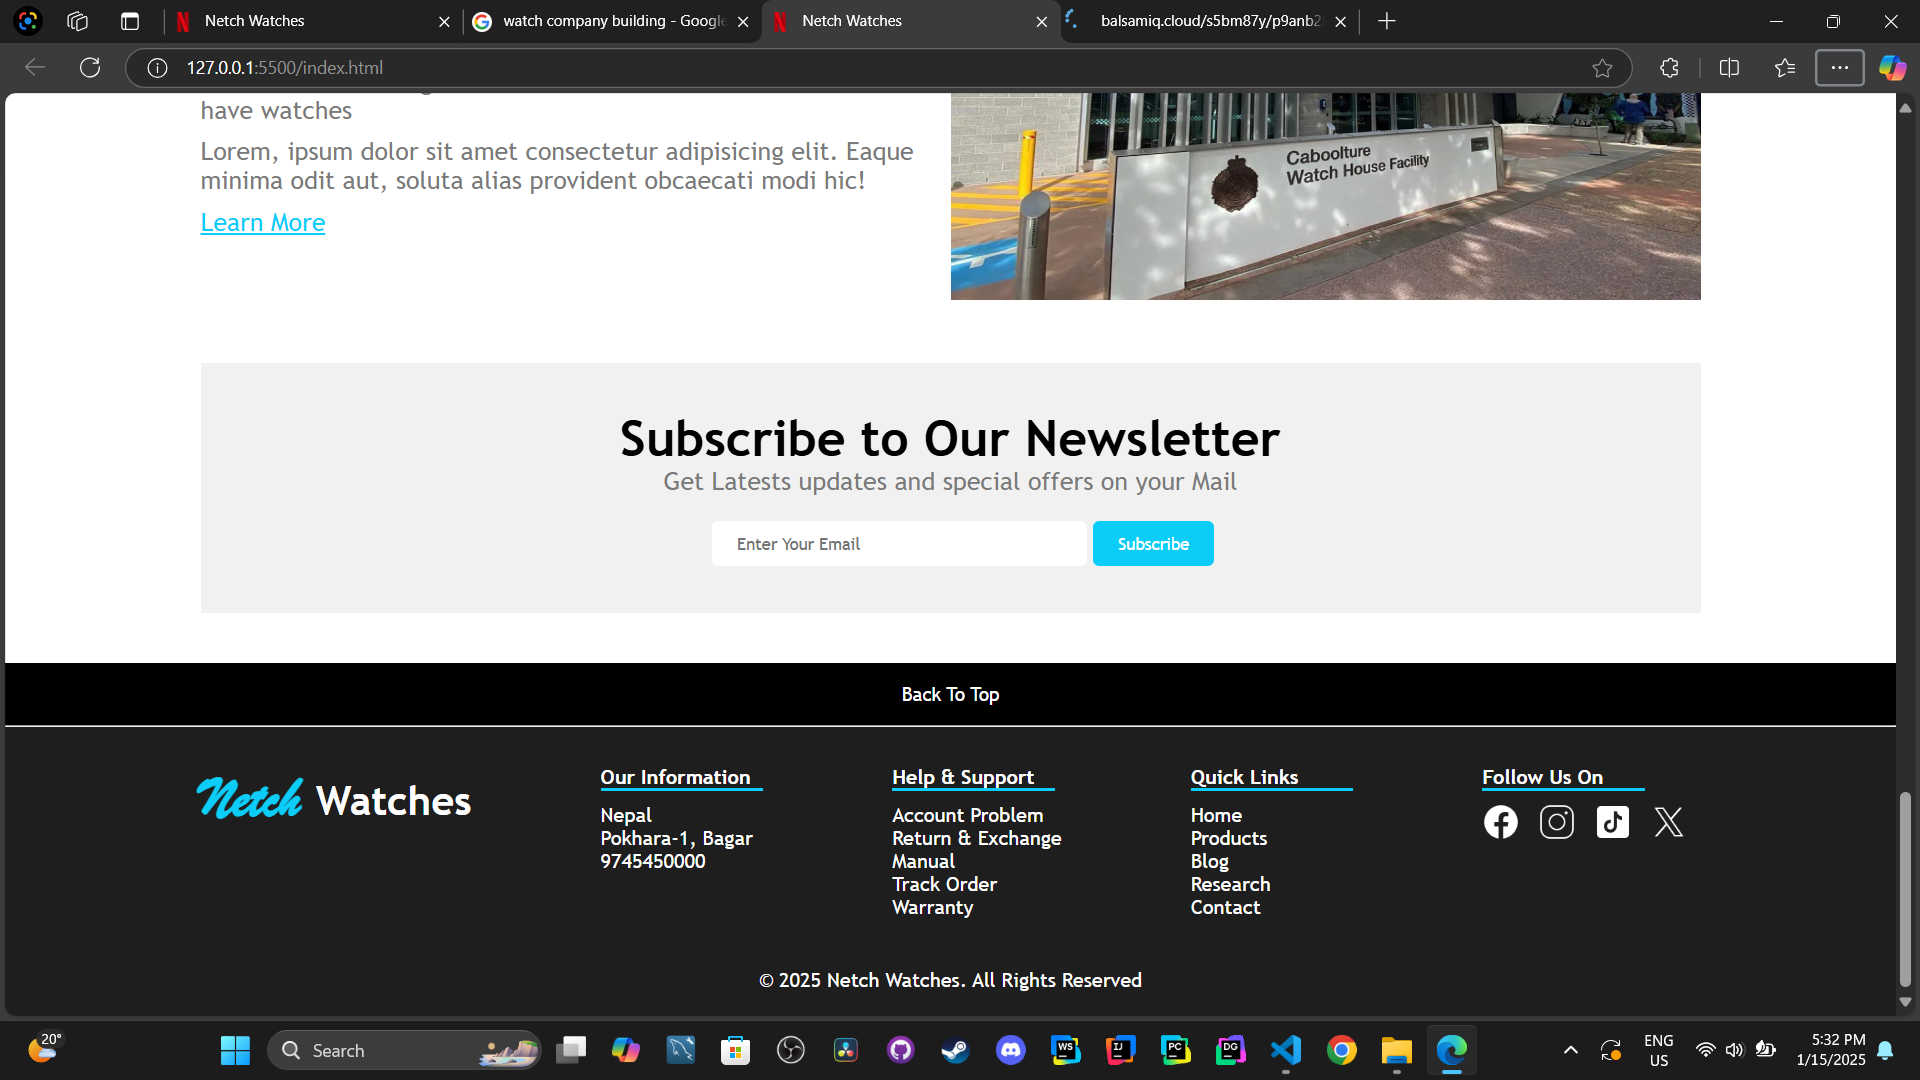 Netch Watches
watch company building - Google
Netch Watches
balsamiq.cloud/s5bm87y/p9anb2
127.0.0.1:5500/index.html
have watches
Lorem, ipsum dolor sit amet consectetur adipisicing elit. Eaque
minima odit aut, soluta alias provident obcaecati modi hic!
Learn More
Caboolture
Watch House Facility
Subscribe to Our Newsletter
Get Latests updates and special offers on your Mail
Enter Your Email
Subscribe
Back To Top
Netch Watches
Our Information
Nepal
Pokhara-1, Bagar
9745450000
Help & Support
Account Problem
Return & Exchange
Manual
Track Order
Warranty
Quick Links
Home
Products
Blog
Research
Contact
Follow Us On
© 2025 Netch Watches. All Rights Reserved
20°
Search
WS
IJ
PC
DG
ENG
US
5:32 PM
1/15/2025